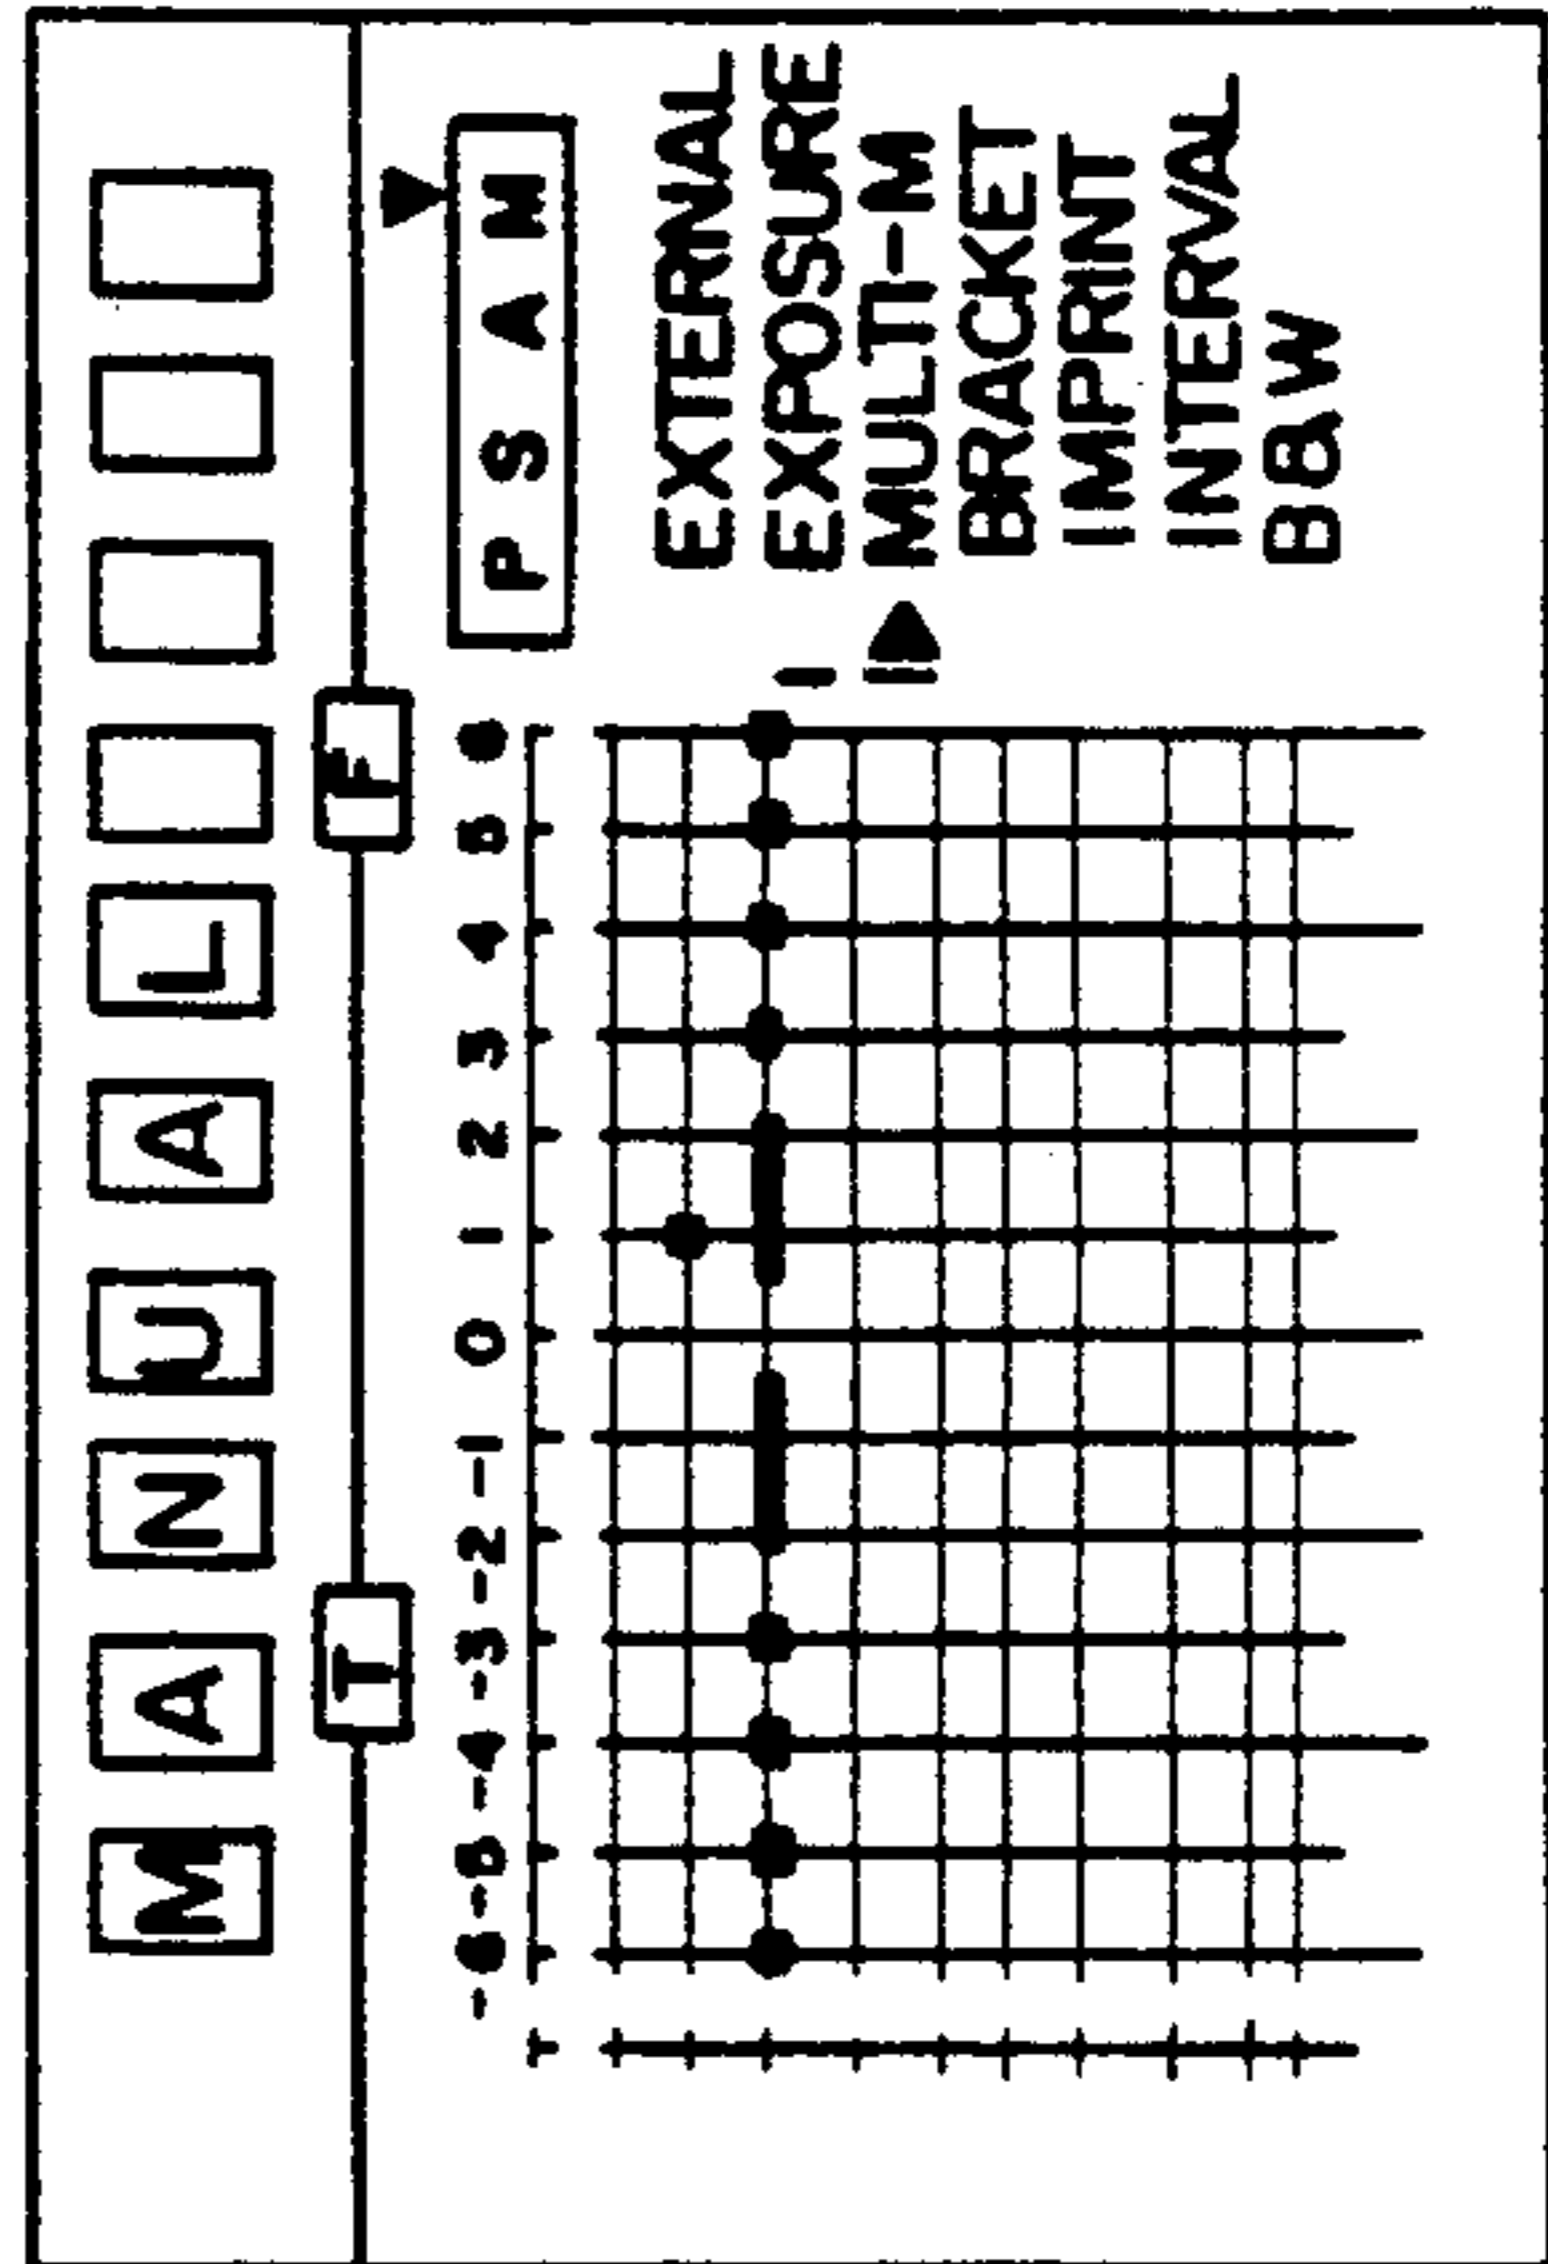 MANUAL
T F
-6 -5 -4 -3 -2 -1 0 1 2 3 4 5 6
P S A M
EXTERNAL
EXPOSURE
MULTI-M
BRACKET
IMPRINT
INTERVAL
B&W